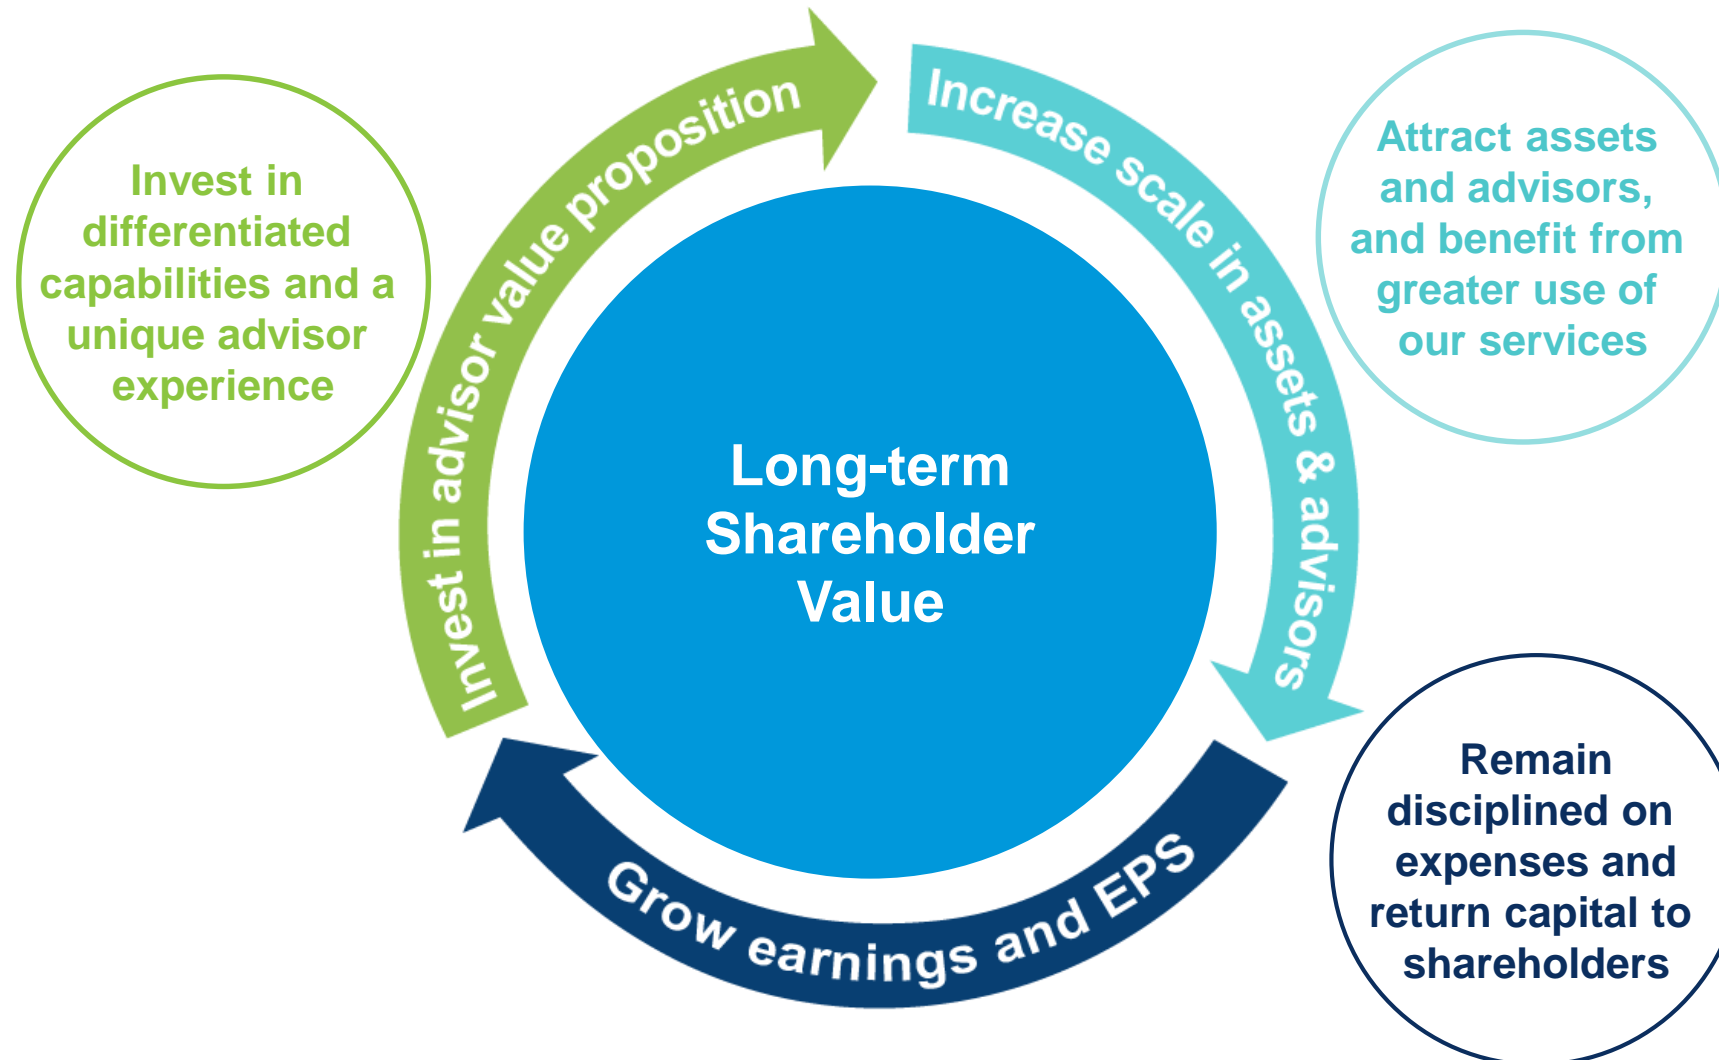 Invest in
differentiated
capabilities and a
unique advisor
experience
Invest in advisor value proposition
Increase scale in assets & advisors
Attract assets
and advisors,
and benefit from
greater use of
our services
Long-term
Shareholder
Value
Grow earnings and EPS
Remain
disciplined on
expenses and
return capital to
shareholders